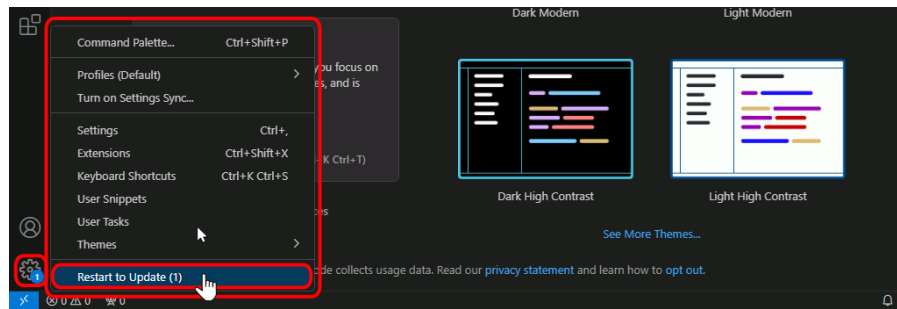 Dark Modern
Light Modern
Command Palette... Ctrl+Shift+P
you focus on
Profiles (Default)
es, and is
Turn on Settings Sync...
Settings Ctrl+,
Extensions Ctrl+Shift+X
K Ctrl+T)
Keyboard Shortcuts Ctrl+K Ctrl+S
User Snippets
Dark High Contrast
Light High Contrast
User Tasks
Themes
See More Themes...
Restart to Update (1)
ode collects usage data. Read our privacy statement and learn how to opt out.
1
0 0 0